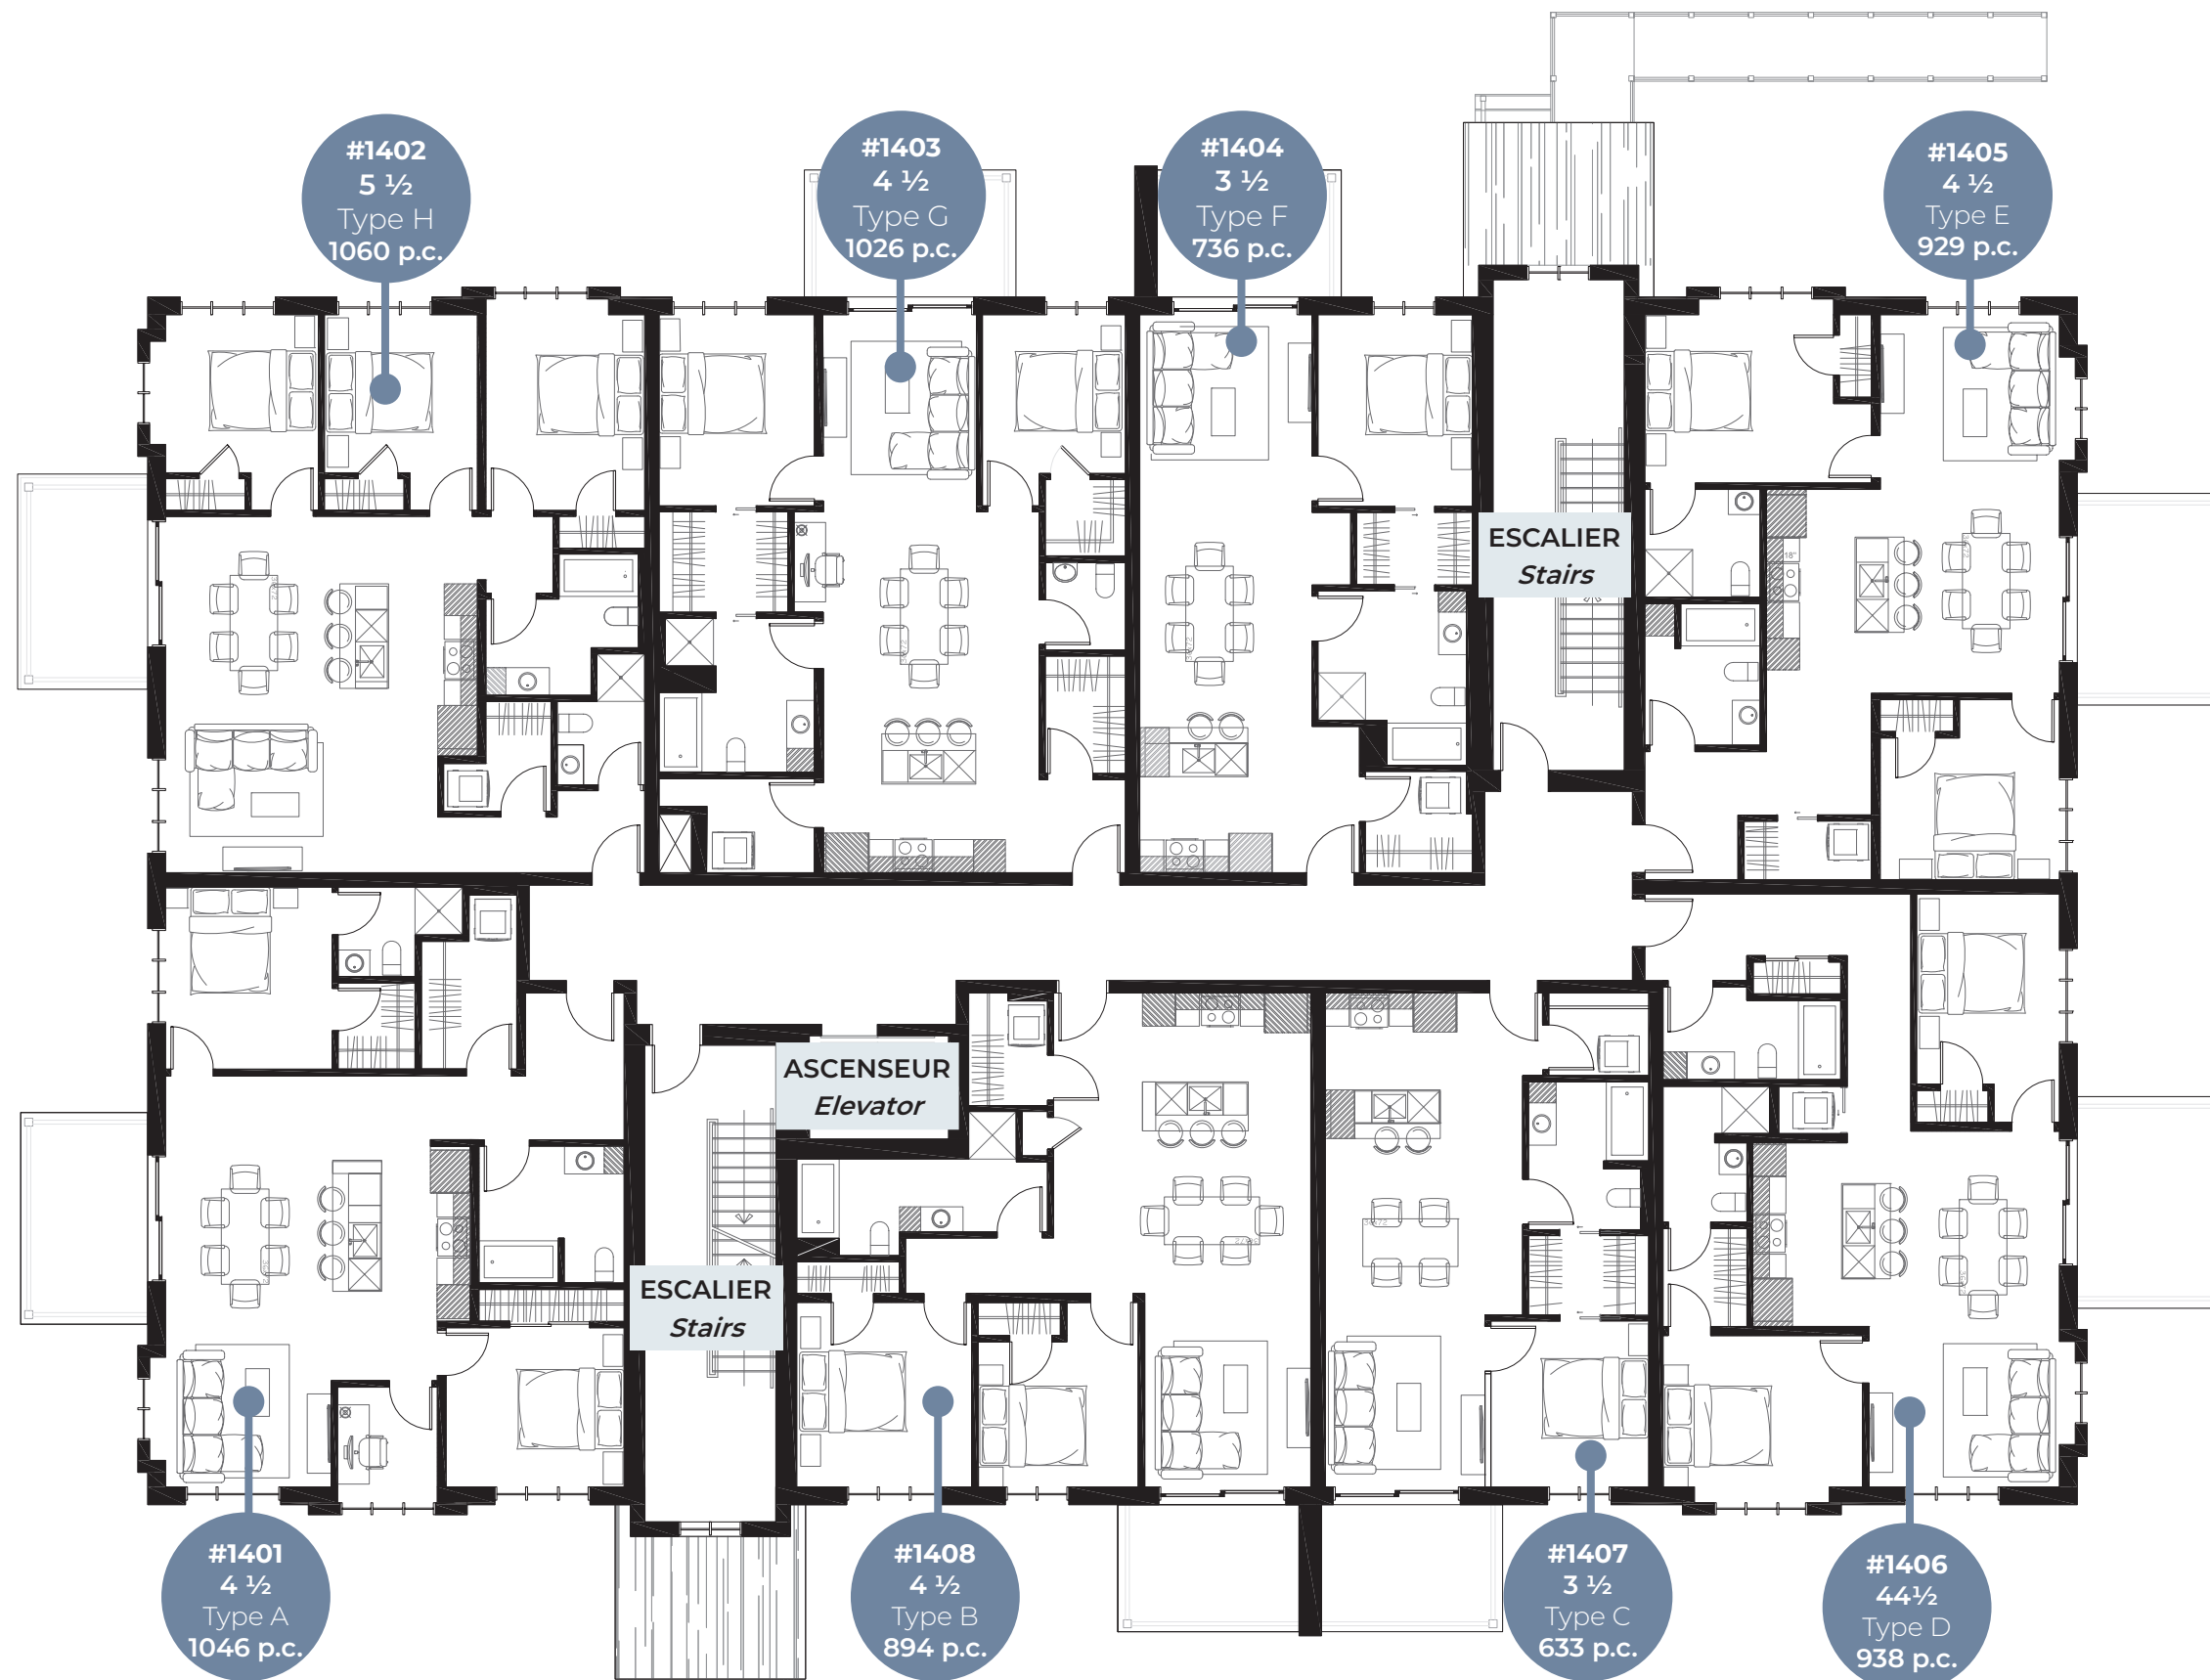 #1402
5 ½
Type H
1060 p.c.
#1403
4 ½
Type G
1026 p.c.
#1404
3 ½
Type F
736 p.c.
#1405
4 ½
Type E
929 p.c.
ESCALIER
Stairs
18"
ASCENSEUR
Elevator
ESCALIER
Stairs
#1401
4 ½
Type A
1046 p.c.
#1408
4 ½
Type B
894 p.c.
#1407
3 ½
Type C
633 p.c.
#1406
44½
Type D
938 p.c.